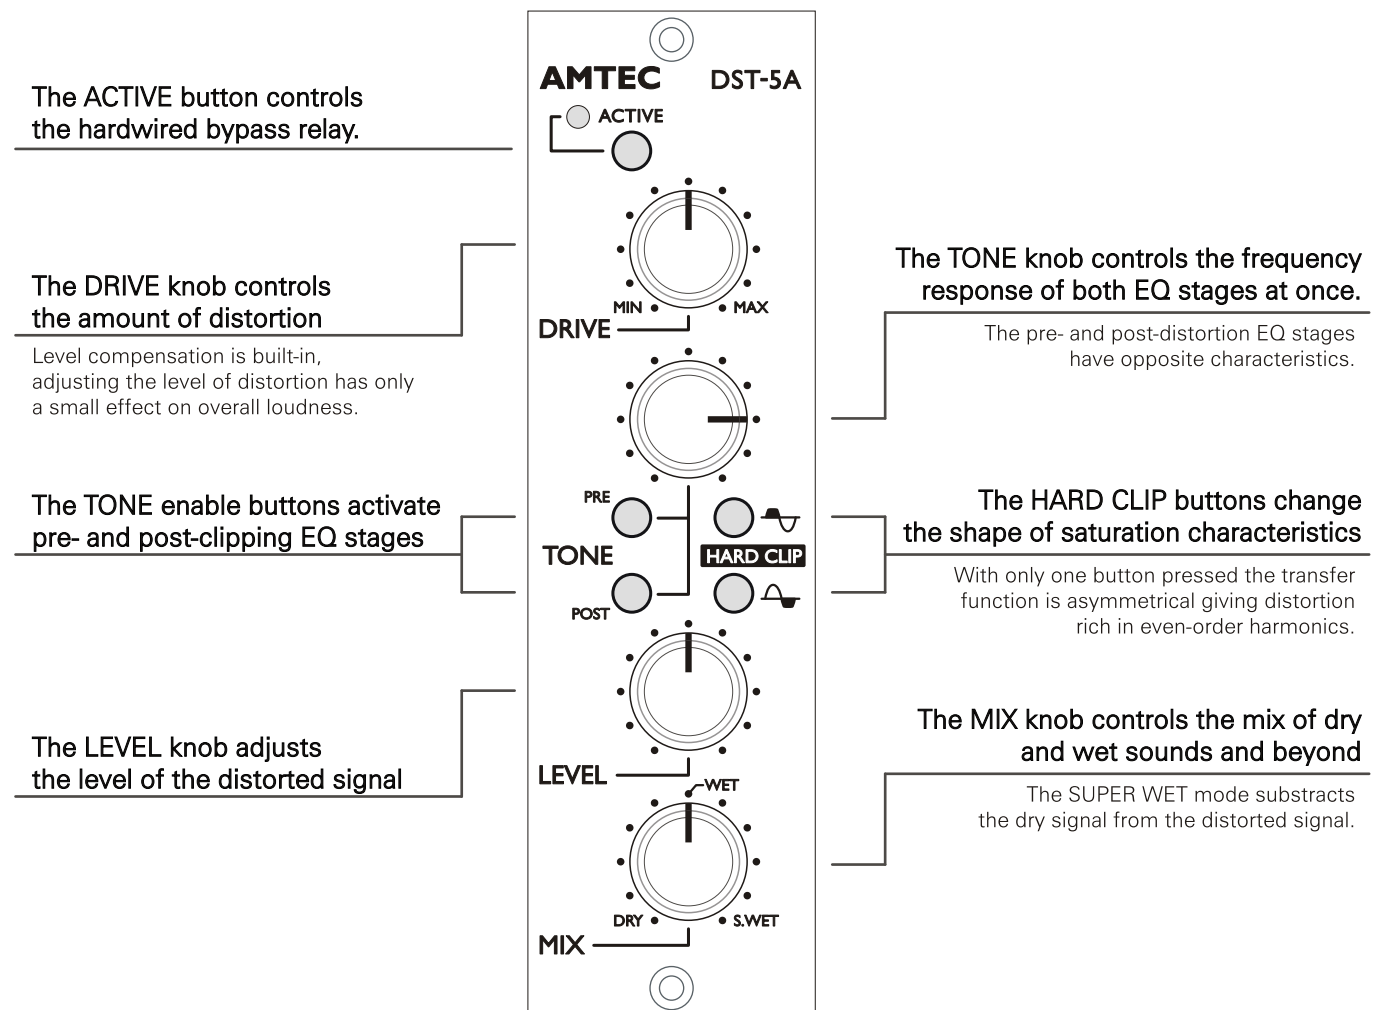 The ACTIVE button controls
the hardwired bypass relay.
The DRIVE knob controls
the amount of distortion
Level compensation is built-in,
adjusting the level of distortion has only
a small effect on overall loudness.
The TONE enable buttons activate
pre- and post-clipping EQ stages
The LEVEL knob adjusts
the level of the distorted signal
AMTEC DST-5A
ACTIVE
MIN MAX
DRIVE
PRE
TONE HARD CLIP
POST
LEVEL
WET
DRY S.WET
MIX
The TONE knob controls the frequency
response of both EQ stages at once.
The pre- and post-distortion EQ stages
have opposite characteristics.
The HARD CLIP buttons change
the shape of saturation characteristics
With only one button pressed the transfer
function is asymmetrical giving distortion
rich in even-order harmonics.
The MIX knob controls the mix of dry
and wet sounds and beyond
The SUPER WET mode substracts
the dry signal from the distorted signal.